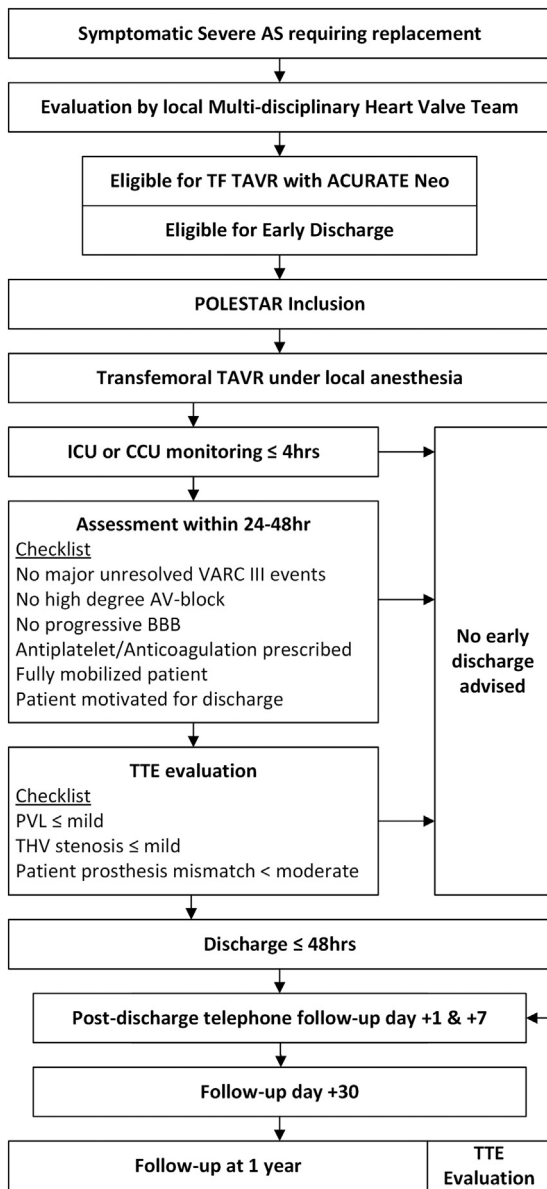 Symptomatic Severe AS requiring replacement
Evaluation by local Multi-disciplinary Heart Valve Team
Eligible for TF TAVR with ACURATE Neo
Eligible for Early Discharge
POLESTAR Inclusion
Transfemoral TAVR under local anesthesia
ICU or CCU monitoring ≤ 4hrs
Assessment within 24-48hr
Checklist
No major unresolved VARC III events
No high degree AV-block
No progressive BBB
Antiplatelet/Anticoagulation prescribed
Fully mobilized patient
Patient motivated for discharge
No early
discharge
advised
TTE evaluation
Checklist
PVL ≤ mild
THV stenosis ≤ mild
Patient prosthesis mismatch < moderate
Discharge ≤ 48hrs
Post-discharge telephone follow-up day +1 & +7
Follow-up day +30
Follow-up at 1 year
TTE
Evaluation